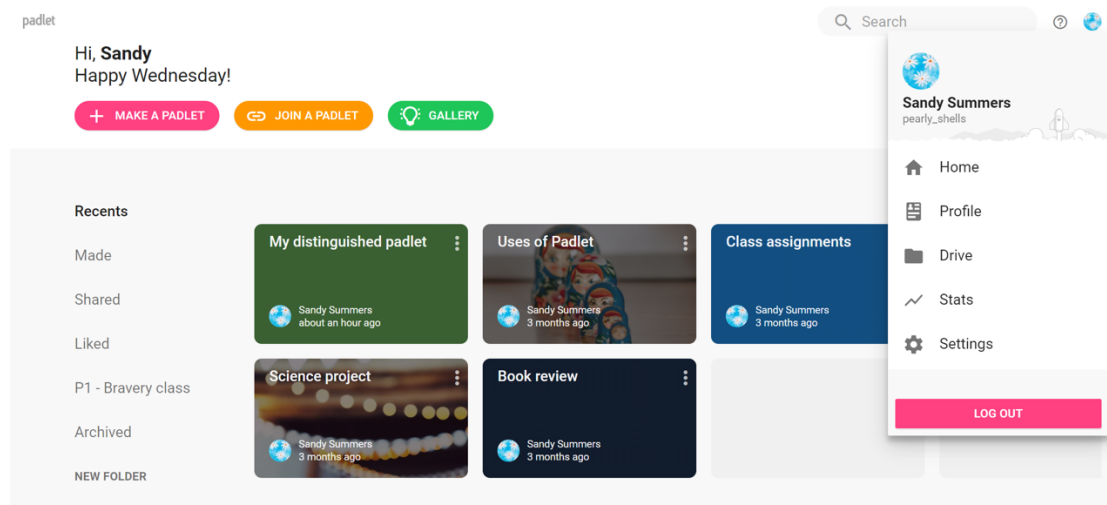 padlet
Search
Hi, Sandy
Happy Wednesday!
MAKE A PADLET
JOIN A PADLET
GALLERY
Sandy Summers
pearly_shells
Home
Profile
Drive
Stats
Settings
LOG OUT
Recents
Made
Shared
Liked
P1 - Bravery class
Archived
NEW FOLDER
My distinguished padlet
Sandy Summers
about an hour ago
Uses of Padlet
Sandy Summers
3 months ago
Class assignments
Sandy Summers
3 months ago
Science project
Sandy Summers
3 months ago
Book review
Sandy Summers
3 months ago